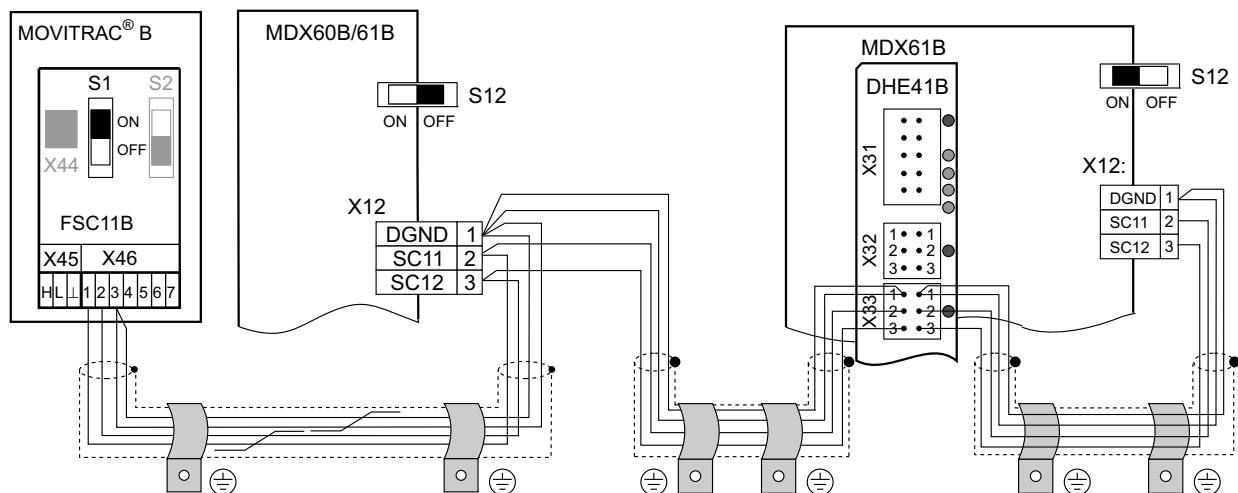 MOVITRAC® B
S1 S2
ON
OFF
X44
FSC11B
X45 X46
H L ⊥ 1 2 3 4 5 6 7
MDX60B/61B
S12
ON OFF
X12
DGND 1
SC11 2
SC12 3
MDX61B
DHE41B
X31
X32
1 1
2 2
3 3
X33
1 1
2 2
3 3
S12
ON OFF
X12:
DGND 1
SC11 2
SC12 3